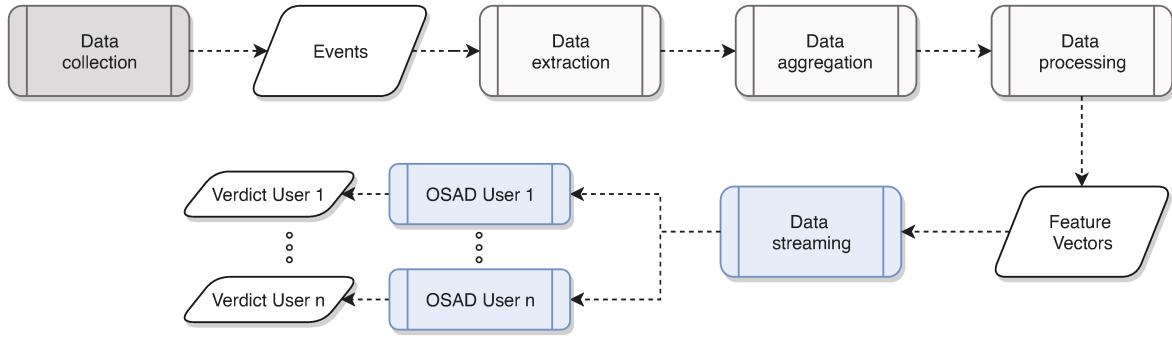 Data
collection
Events
Data
extraction
Data
aggregation
Data
processing
Verdict User 1
OSAD User 1
Data
streaming
Feature
Vectors
Verdict User n
OSAD User n